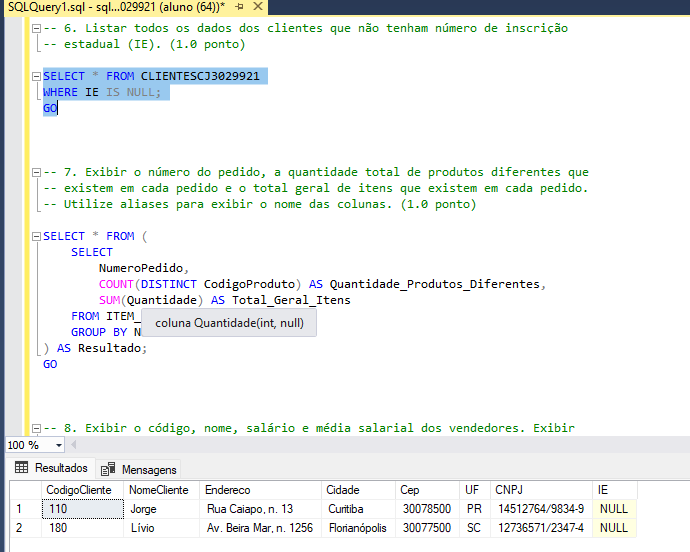 SQLQuery1.sql - sql...029921 (aluno (64))*
-- 6. Listar todos os dados dos clientes que não tenham número de inscrição
-- estadual (IE). (1.0 ponto)
SELECT * FROM CLIENTESCJ3029921
WHERE IE IS NULL;
GO
-- 7. Exibir o número do pedido, a quantidade total de produtos diferentes que
-- existem em cada pedido e o total geral de itens que existem em cada pedido.
-- Utilize aliases para exibir o nome das colunas. (1.0 ponto)
SELECT * FROM (
SELECT
NumeroPedido,
COUNT(DISTINCT CodigoProduto) AS Quantidade_Produtos_Diferentes,
SUM(Quantidade) AS Total_Geral_Itens
FROM ITEM_
coluna Quantidade(int, null)
GROUP BY N
) AS Resultado;
GO
-- 8. Exibir o código, nome, salário e média salarial dos vendedores. Exibir
100 %
Resultados Mensagens
CodigoCliente NomeCliente Endereco Cidade Cep UF CNPJ IE
1 110 Jorge Rua Caiapo, n. 13 Curitiba 30078500 PR 14512764/9834-9 NULL
2 180 Lívio Av. Beira Mar, n. 1256 Florianópolis 30077500 SC 12736571/2347-4 NULL